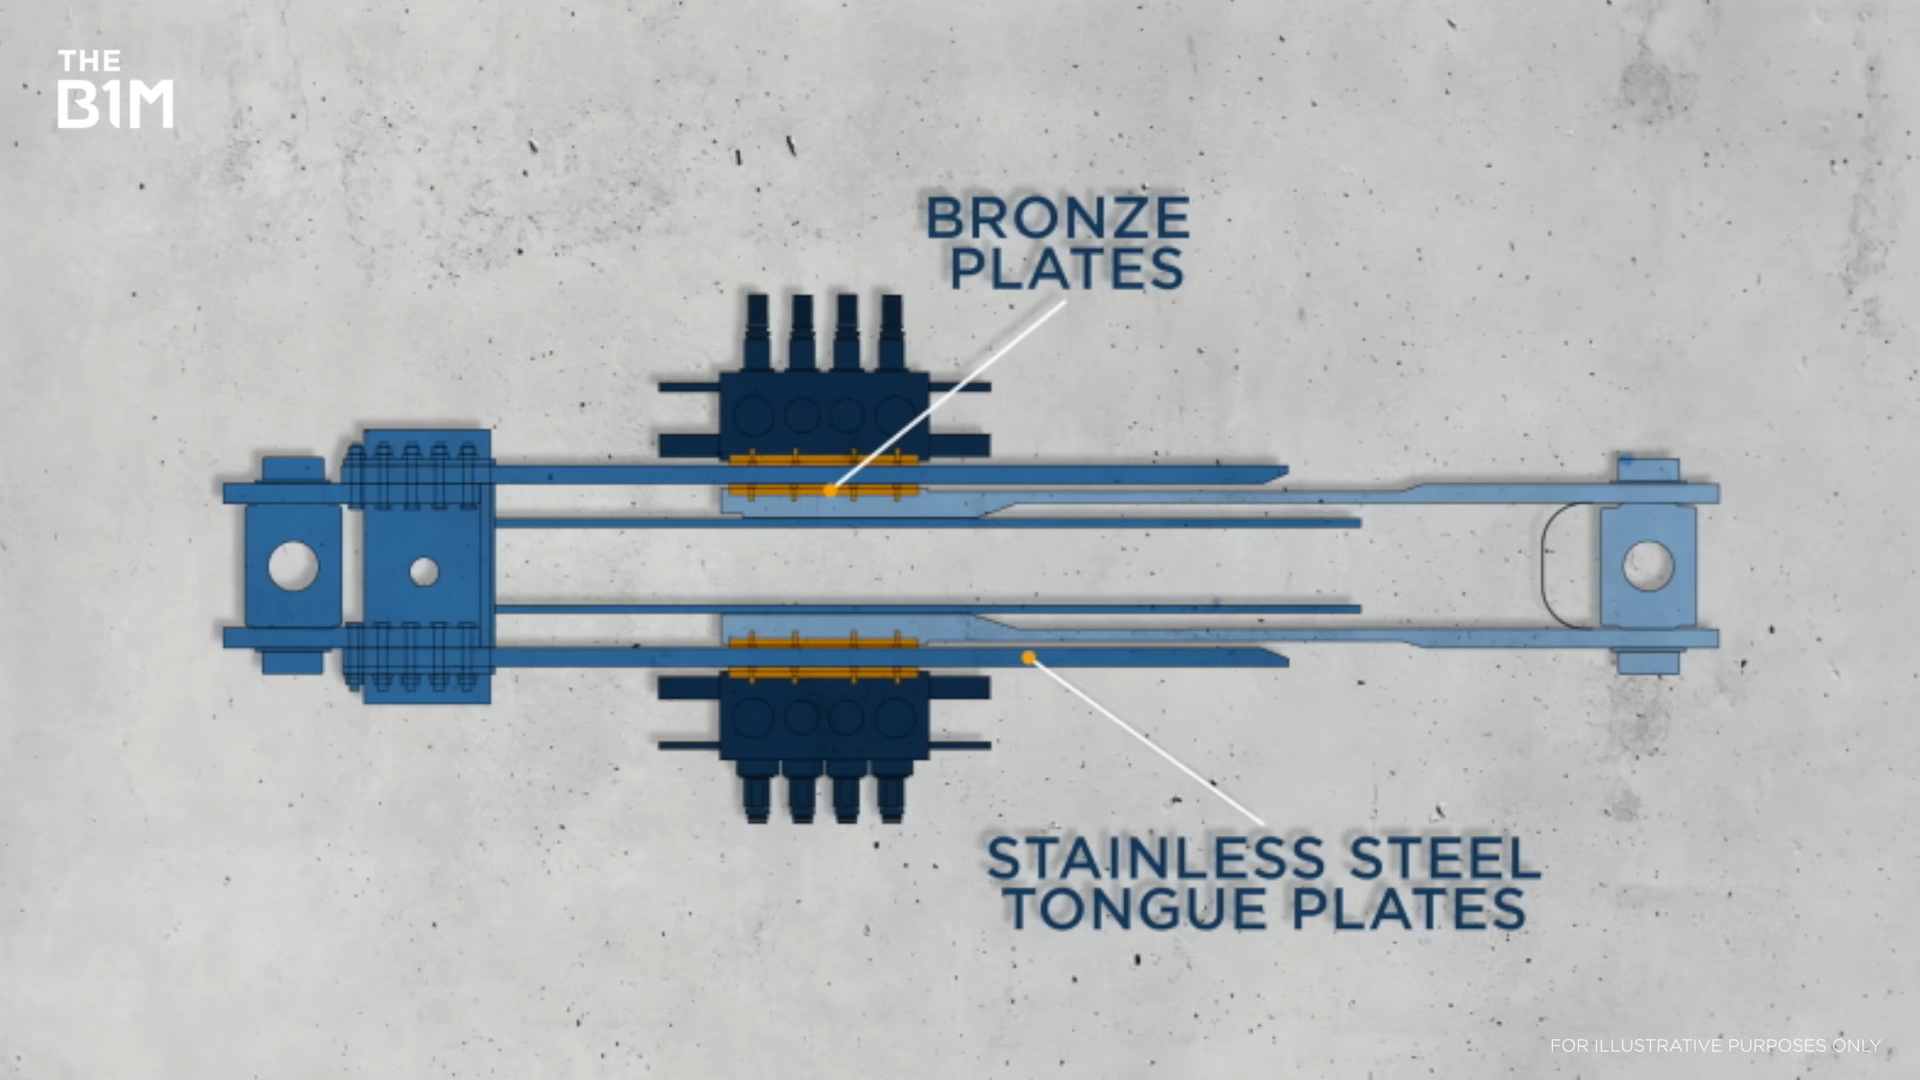 THE
B1M
BRONZE
PLATES
STAINLESS STEEL
TONGUE PLATES
FOR ILLUSTRATIVE PURPOSES ONLY